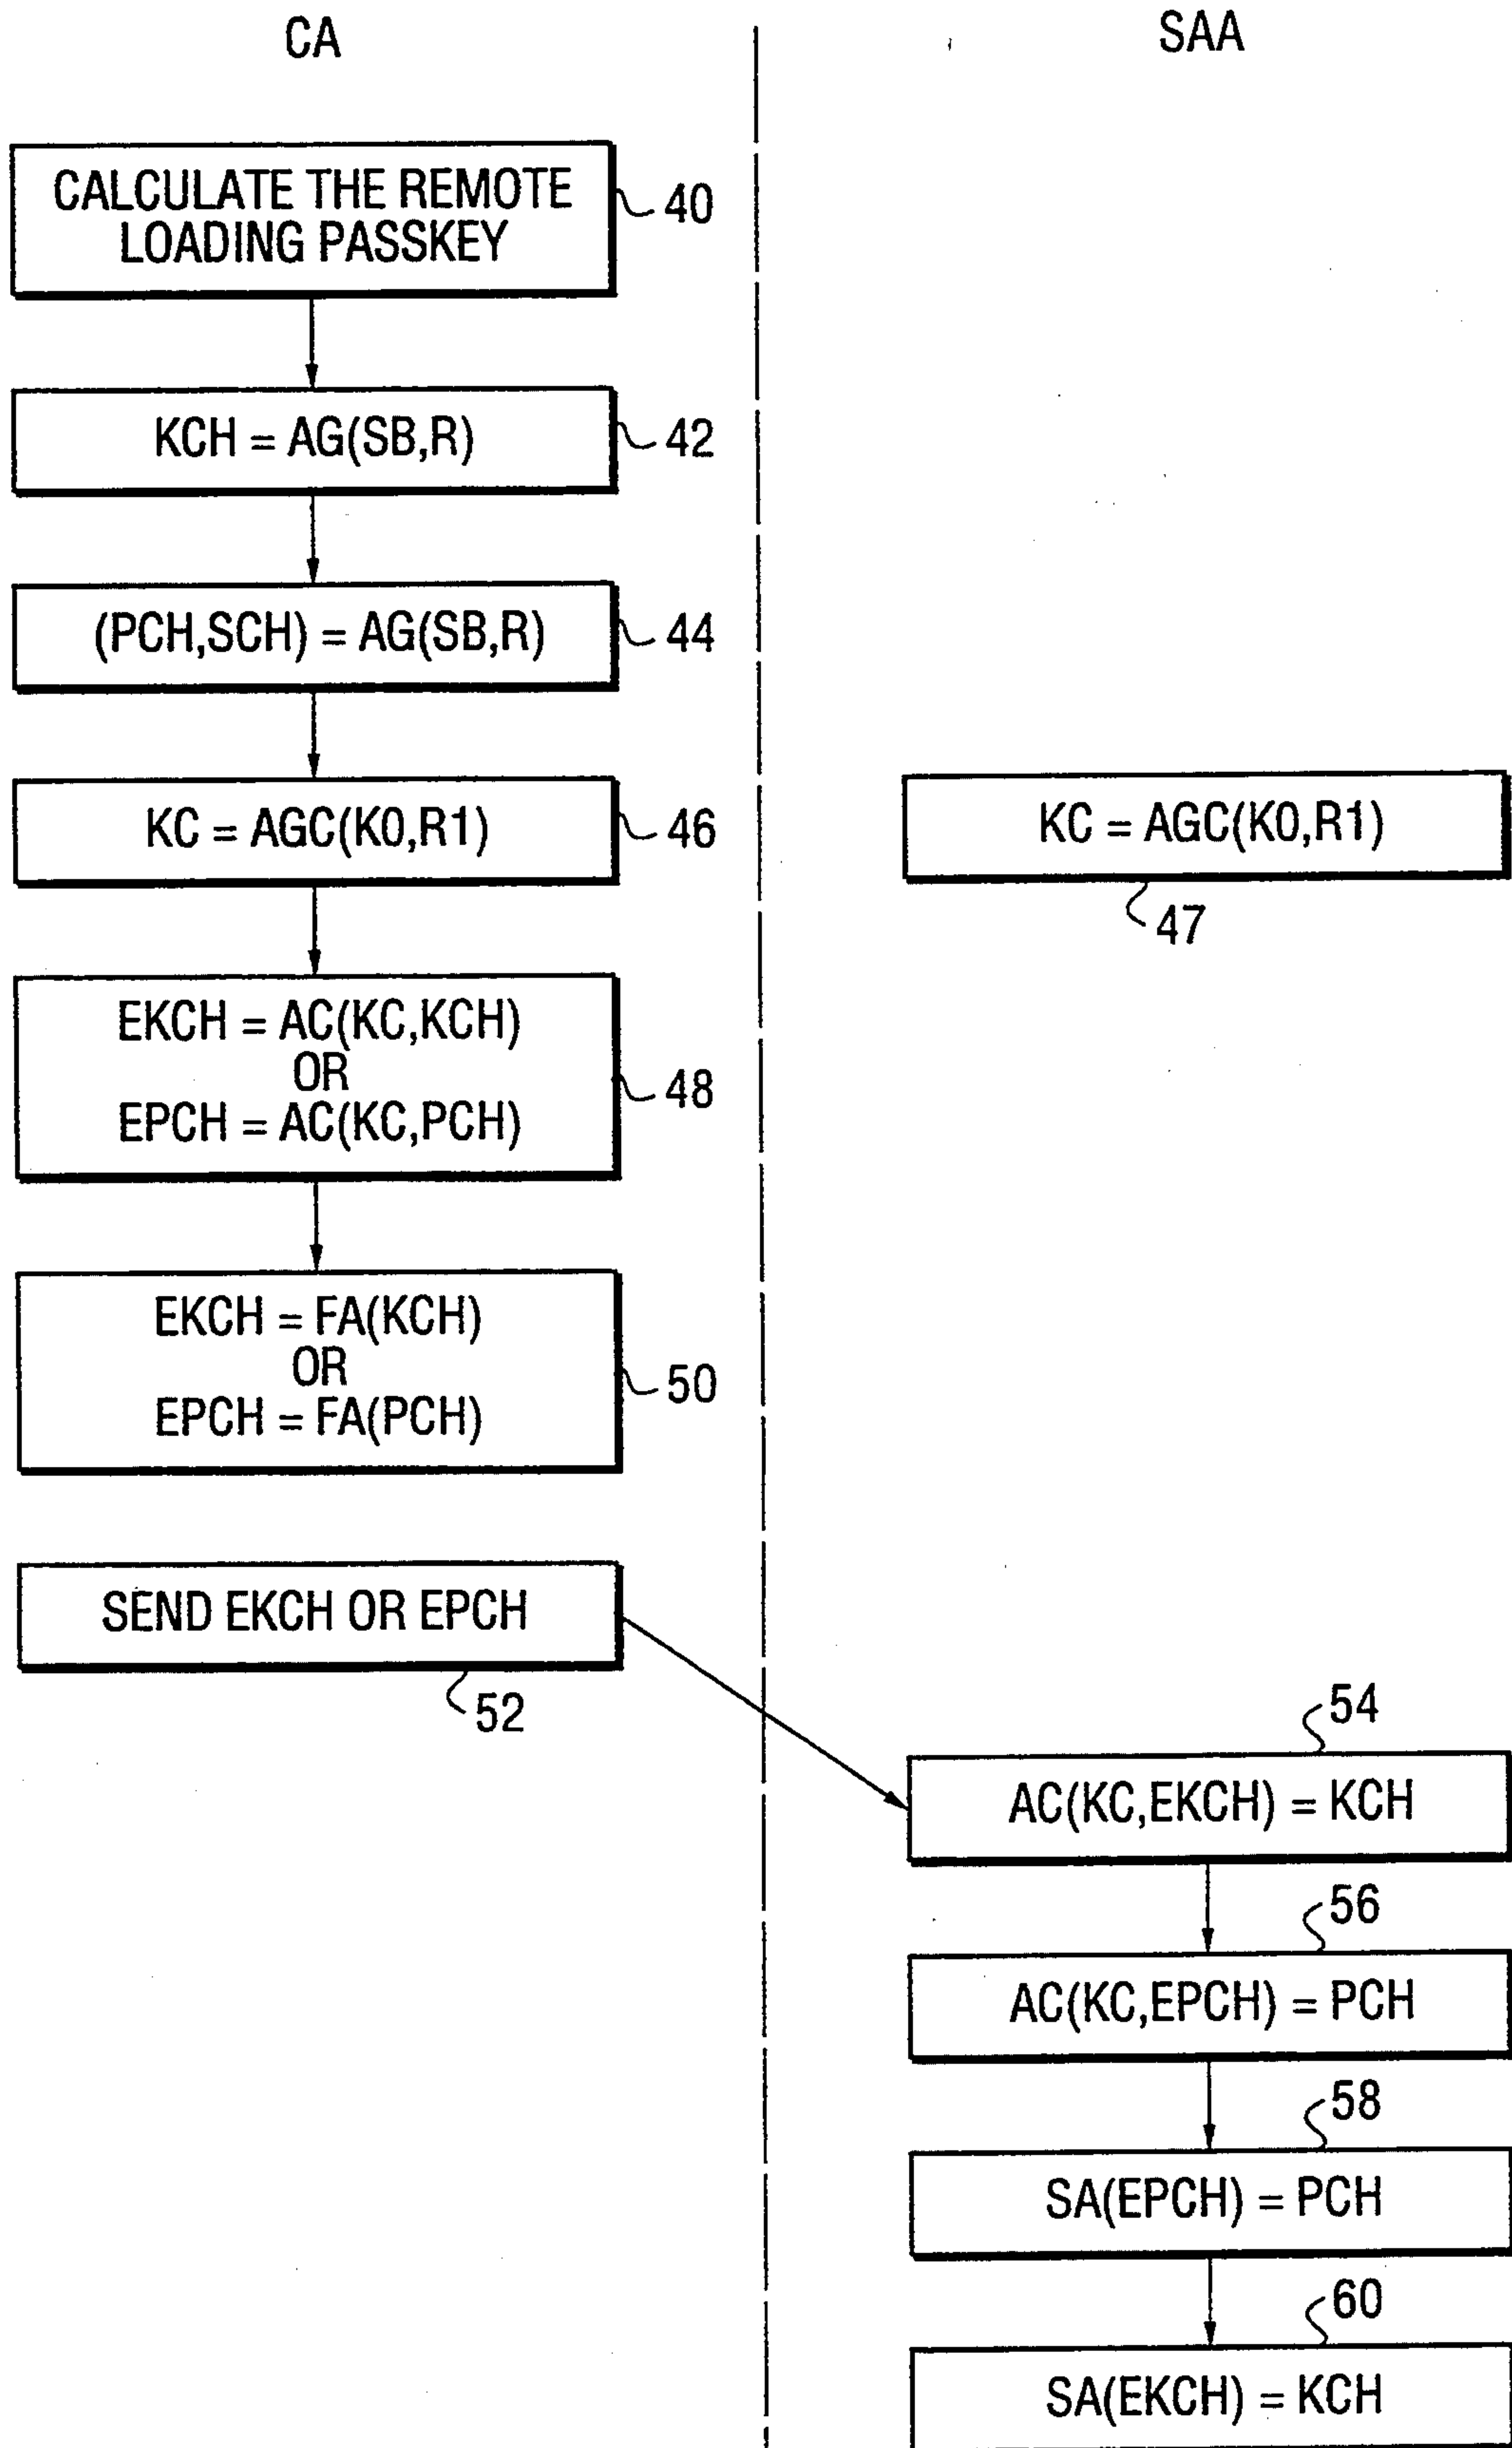 CA
SAA
CALCULATE THE REMOTE
LOADING PASSKEY
40
KCH = AG(SB,R)
42
(PCH,SCH) = AG(SB,R)
44
KC = AGC(K0,R1)
46
KC = AGC(K0,R1)
47
EKCH = AC(KC,KCH)
OR
EPCH = AC(KC,PCH)
48
EKCH = FA(KCH)
OR
EPCH = FA(PCH)
50
SEND EKCH OR EPCH
52
54
AC(KC,EKCH) = KCH
56
AC(KC,EPCH) = PCH
58
SA(EPCH) = PCH
60
SA(EKCH) = KCH